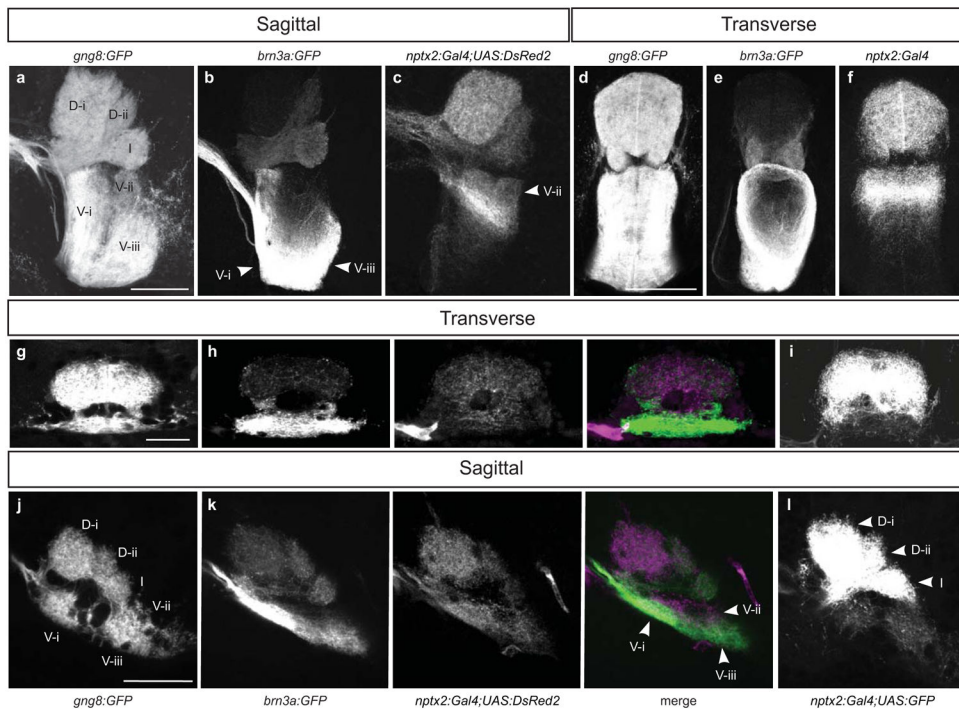 Sagittal Transverse
gng8:GFP brn3a:GFP nptx2:Gal4;UAS:DsRed2 gng8:GFP brn3a:GFP nptx2:Gal4
a b c d e f
D-i
D-ii
I
V-ii
V-i
V-iii
V-i V-iii
V-ii
Transverse
g h i
Sagittal
j k l
D-i
D-ii
I
V-ii
V-i
V-iii
V-ii
V-i
V-iii
D-i
D-ii
I
gng8:GFP brn3a:GFP nptx2:Gal4;UAS:DsRed2 merge nptx2:Gal4;UAS:GFP